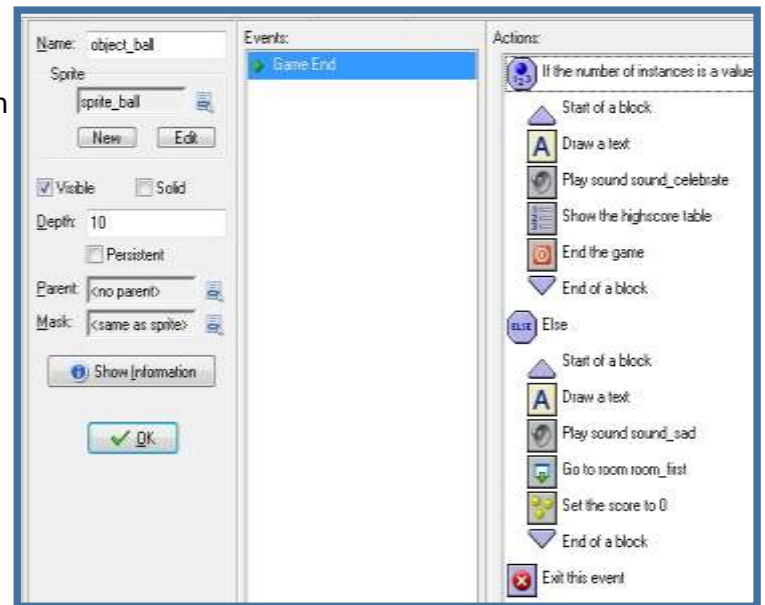 n
Name: object_ball
Sprite
sprite_ball
New Edit
Visible Solid
Depth: 10
Persistent
Parent: <no parent>
Mask: <same as sprite>
Show Information
OK
Events:
Game End
Actions:
If the number of instances is a value
Start of a block
A Draw a text
Play sound sound_celebrate
Show the highscore table
End the game
End of a block
ELSE Else
Start of a block
A Draw a text
Play sound sound_sad
Go to room room_first
Set the score to 0
End of a block
Exit this event